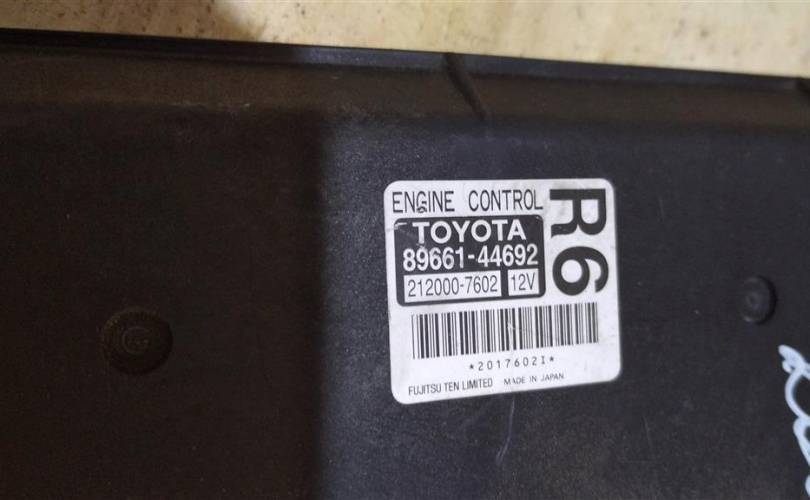 ENGINE CONTROL
R6
TOYOTA
89661-44692
212000-7602 12V
*2017602I*
FUJITSU TEN LIMITED MADE IN JAPAN